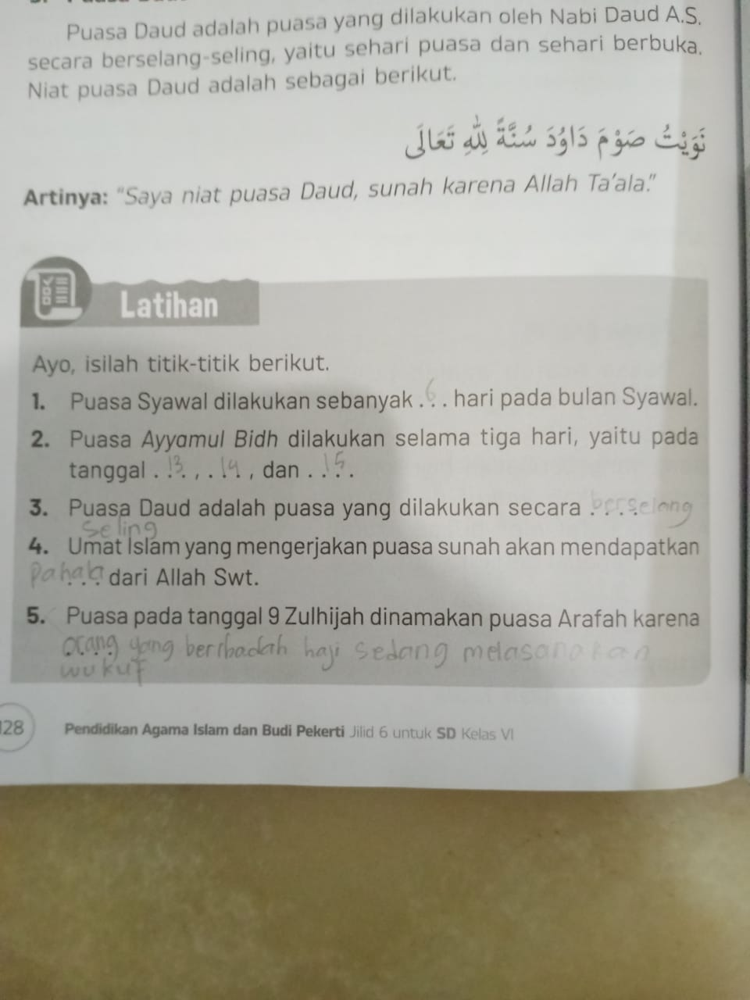 Puasa Daud adalah puasa yang dilakukan oleh Nabi Daud A.S.
secara berselang-seling, yaitu sehari puasa dan sehari berbuka.
Niat puasa Daud adalah sebagai berikut.
نَوَيْتُ صَوْمَ دَاوُدَ سُنَّةً لِلّٰهِ تَعَالَى
Artinya: "Saya niat puasa Daud, sunah karena Allah Ta'ala."
Latihan
Ayo, isilah titik-titik berikut.
1. Puasa Syawal dilakukan sebanyak . 6 . hari pada bulan Syawal.
2. Puasa Ayyamul Bidh dilakukan selama tiga hari, yaitu pada
tanggal . 13 . , . 14 . , dan . . 15 . .
3. Puasa Daud adalah puasa yang dilakukan secara berselang
seling
4. Umat Islam yang mengerjakan puasa sunah akan mendapatkan
pahala dari Allah Swt.
5. Puasa pada tanggal 9 Zulhijah dinamakan puasa Arafah karena
orang yang beribadah haji sedang melasanakan
wukuf
128 Pendidikan Agama Islam dan Budi Pekerti Jilid 6 untuk SD Kelas VI